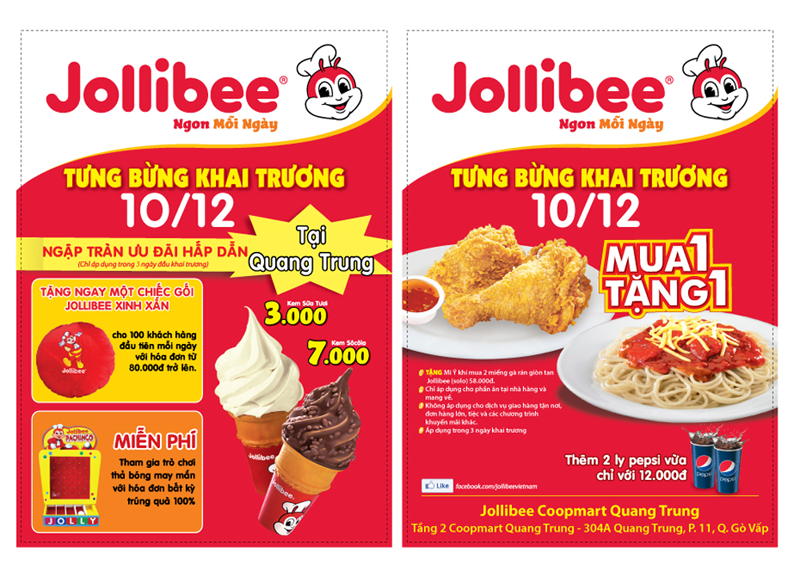 Jollibee®
Ngon Mỗi Ngày
TƯNG BỪNG KHAI TRƯƠNG
10/12
NGẬP TRÀN ƯU ĐÃI HẤP DẪN
(Chỉ áp dụng trong 3 ngày đầu khai trương)
Tại
Quang Trung
TẶNG NGAY MỘT CHIẾC GỐI
JOLLIBEE XINH XẮN
cho 100 khách hàng
đầu tiên mỗi ngày
với hóa đơn từ
80.000đ trở lên.
Jollibee
Kem Sữa Tươi
3.000
Kem Sôcôla
7.000
Jollibee
Jollibee.
PACHINGO
JOLLY
MIỄN PHÍ
Tham gia trò chơi
thả bóng may mắn
với hóa đơn bất kỳ
trúng quà 100%
Jollibee®
Ngon Mỗi Ngày
TƯNG BỪNG KHAI TRƯƠNG
10/12
MUA 1
TẶNG 1
TẶNG Mì Ý khi mua 2 miếng gà rán giòn tan
Jollibee (solo) 58.000đ.
Chỉ áp dụng cho phần ăn tại nhà hàng và
mang về.
Không áp dụng cho dịch vụ giao hàng tận nơi,
đơn hàng lớn, tiệc và các chương trình
khuyến mãi khác.
Áp dụng trong 3 ngày khai trương
Thêm 2 ly pepsi vừa
chỉ với 12.000đ
pepsi
pepsi
Like facebook.com/jollibeevietnam
Jollibee Coopmart Quang Trung
Tầng 2 Coopmart Quang Trung - 304A Quang Trung, P. 11, Q. Gò Vấp